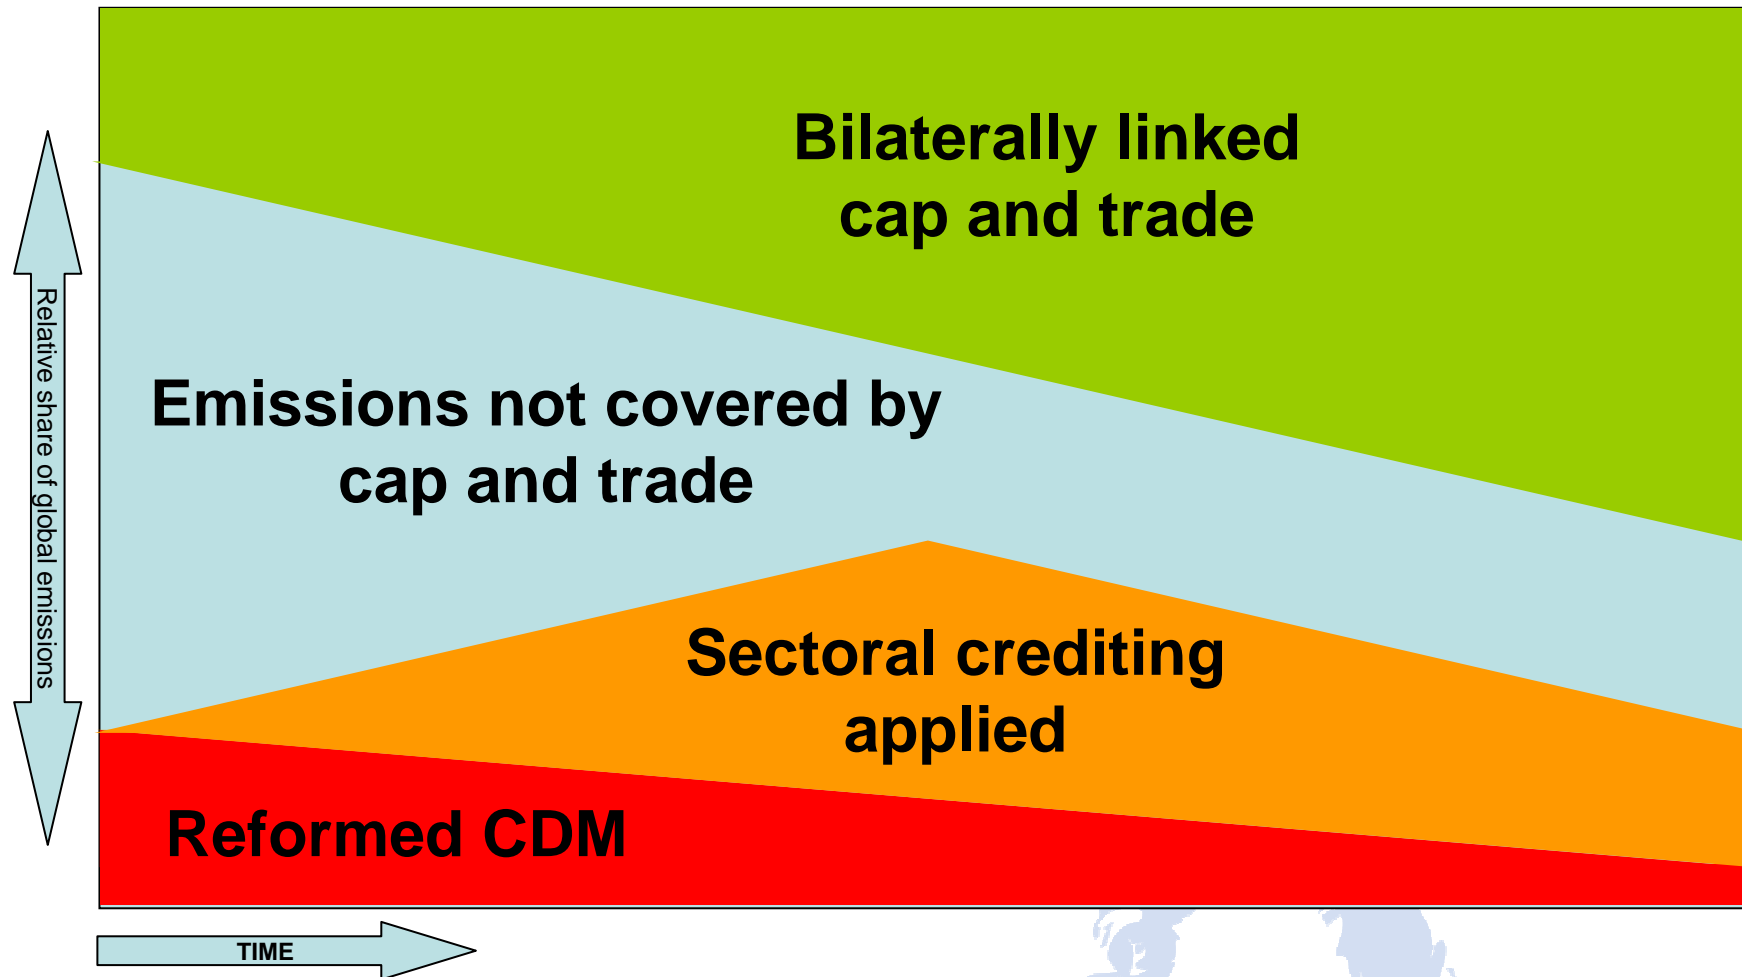 Bilaterally linked
cap and trade
Relative share of global emissions
Emissions not covered by
cap and trade
Sectoral crediting
applied
Reformed CDM
TIME